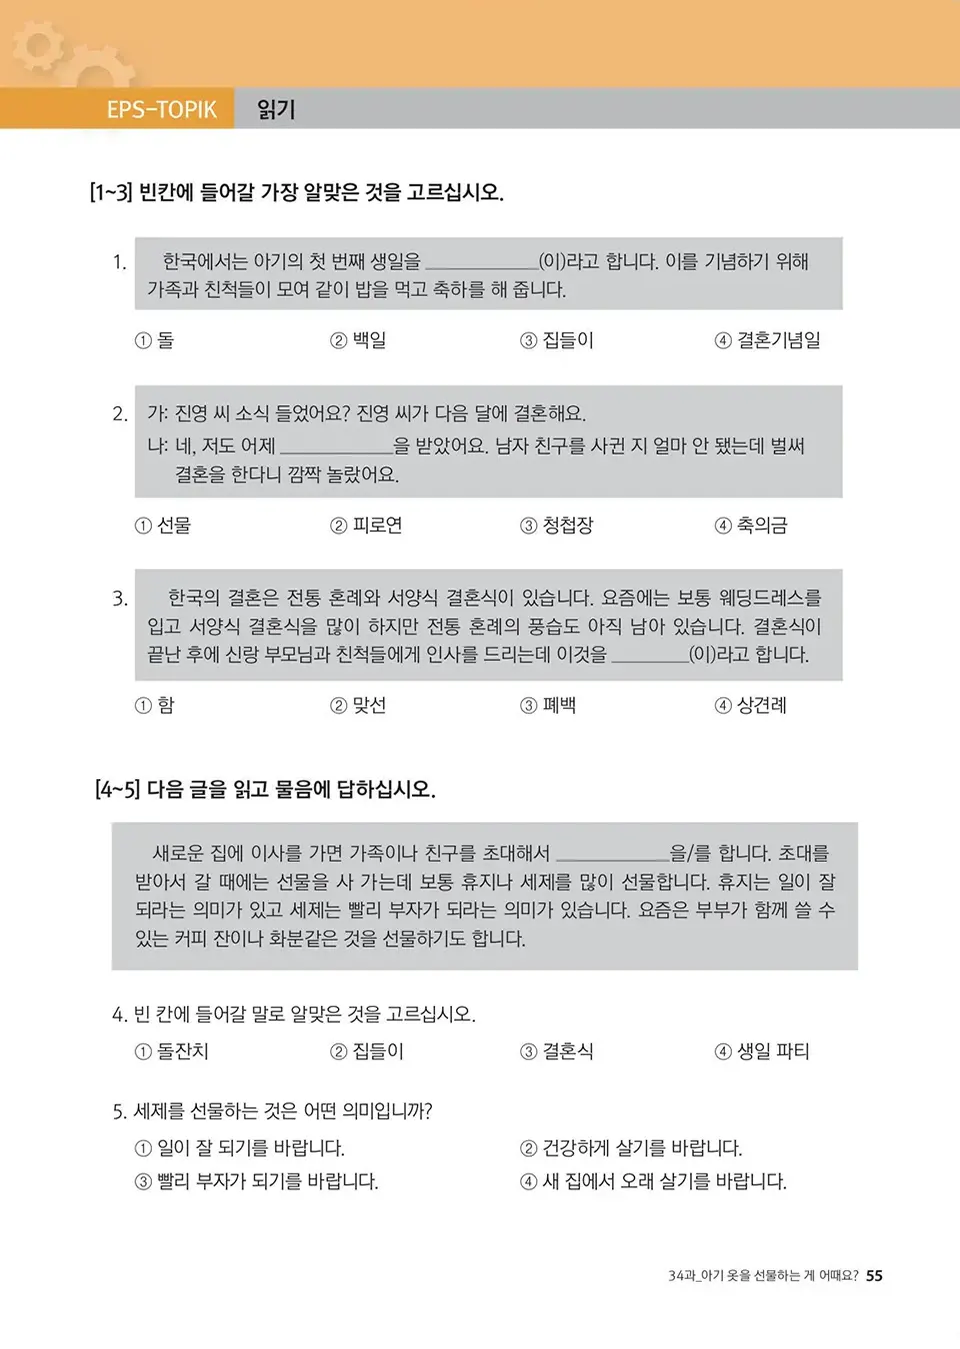 EPS-TOPIK 읽기
[1~3] 빈칸에 들어갈 가장 알맞은 것을 고르십시오.
1. 한국에서는 아기의 첫 번째 생일을 ____________(이)라고 합니다. 이를 기념하기 위해
가족과 친척들이 모여 같이 밥을 먹고 축하를 해 줍니다.
① 돌 ② 백일 ③ 집들이 ④ 결혼기념일
2. 가: 진영 씨 소식 들었어요? 진영 씨가 다음 달에 결혼해요.
나: 네, 저도 어제 ____________을 받았어요. 남자 친구를 사귄 지 얼마 안 됐는데 벌써
결혼을 한다니 깜짝 놀랐어요.
① 선물 ② 피로연 ③ 청첩장 ④ 축의금
3. 한국의 결혼은 전통 혼례와 서양식 결혼식이 있습니다. 요즘에는 보통 웨딩드레스를
입고 서양식 결혼식을 많이 하지만 전통 혼례의 풍습도 아직 남아 있습니다. 결혼식이
끝난 후에 신랑 부모님과 친척들에게 인사를 드리는데 이것을 ________(이)라고 합니다.
① 함 ② 맞선 ③ 폐백 ④ 상견례
[4~5] 다음 글을 읽고 물음에 답하십시오.
새로운 집에 이사를 가면 가족이나 친구를 초대해서 ____________을/를 합니다. 초대를
받아서 갈 때에는 선물을 사 가는데 보통 휴지나 세제를 많이 선물합니다. 휴지는 일이 잘
되라는 의미가 있고 세제는 빨리 부자가 되라는 의미가 있습니다. 요즘은 부부가 함께 쓸 수
있는 커피 잔이나 화분같은 것을 선물하기도 합니다.
4. 빈 칸에 들어갈 말로 알맞은 것을 고르십시오.
① 돌잔치 ② 집들이 ③ 결혼식 ④ 생일 파티
5. 세제를 선물하는 것은 어떤 의미입니까?
① 일이 잘 되기를 바랍니다. ② 건강하게 살기를 바랍니다.
③ 빨리 부자가 되기를 바랍니다. ④ 새 집에서 오래 살기를 바랍니다.
34과_아기 옷을 선물하는 게 어때요? 55